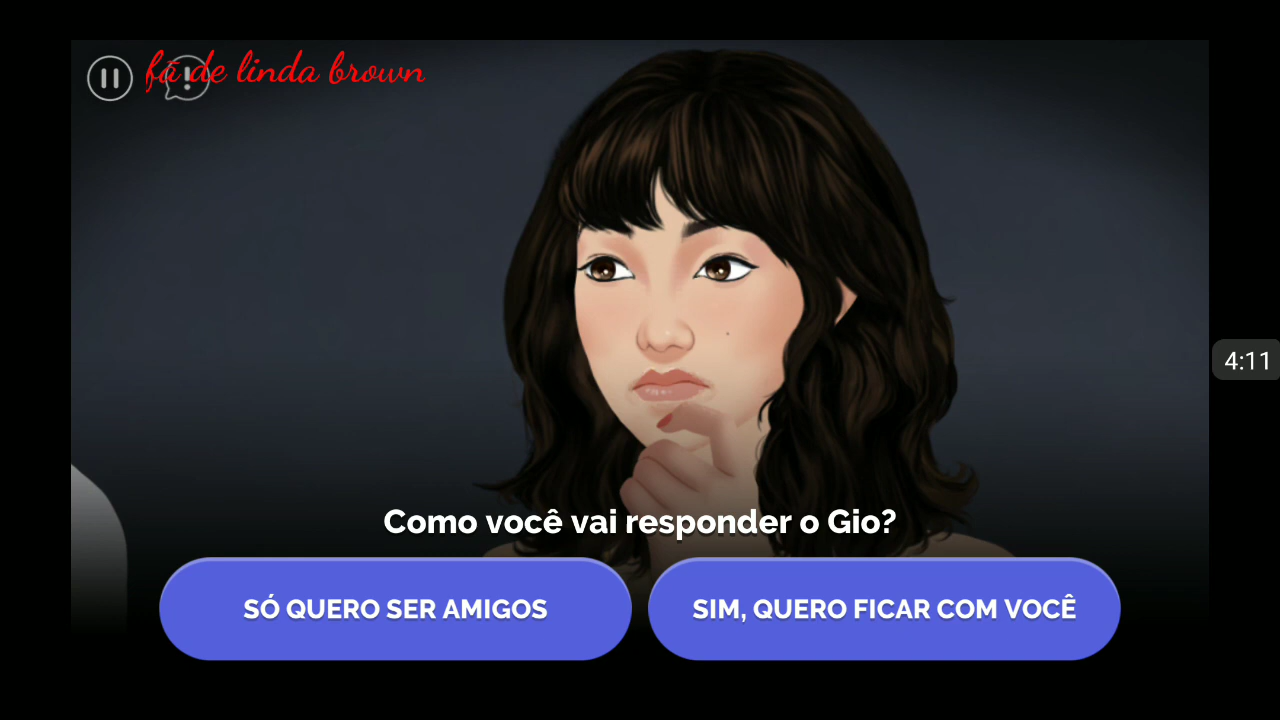 fã de linda brown
4:11
Como você vai responder o Gio?
SÓ QUERO SER AMIGOS
SIM, QUERO FICAR COM VOCÊ